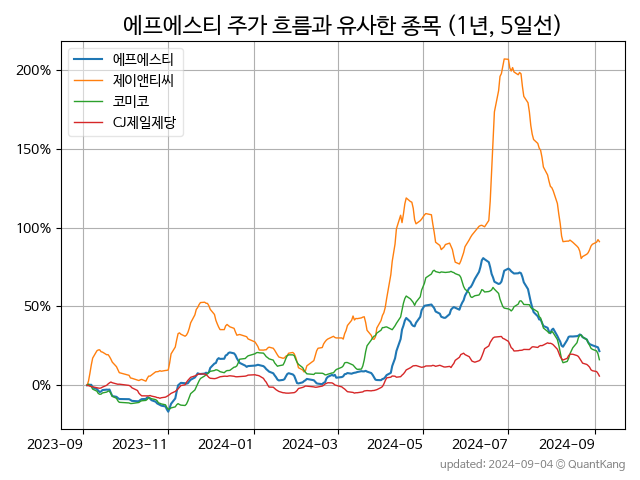 에프에스티 주가 흐름과 유사한 종목 (1년, 5일선)
에프에스티
제이앤티씨
코미코
CJ제일제당
200%
150%
100%
50%
0%
2023-09 2023-11 2024-01 2024-03 2024-05 2024-07 2024-09
updated: 2024-09-04 © QuantKang